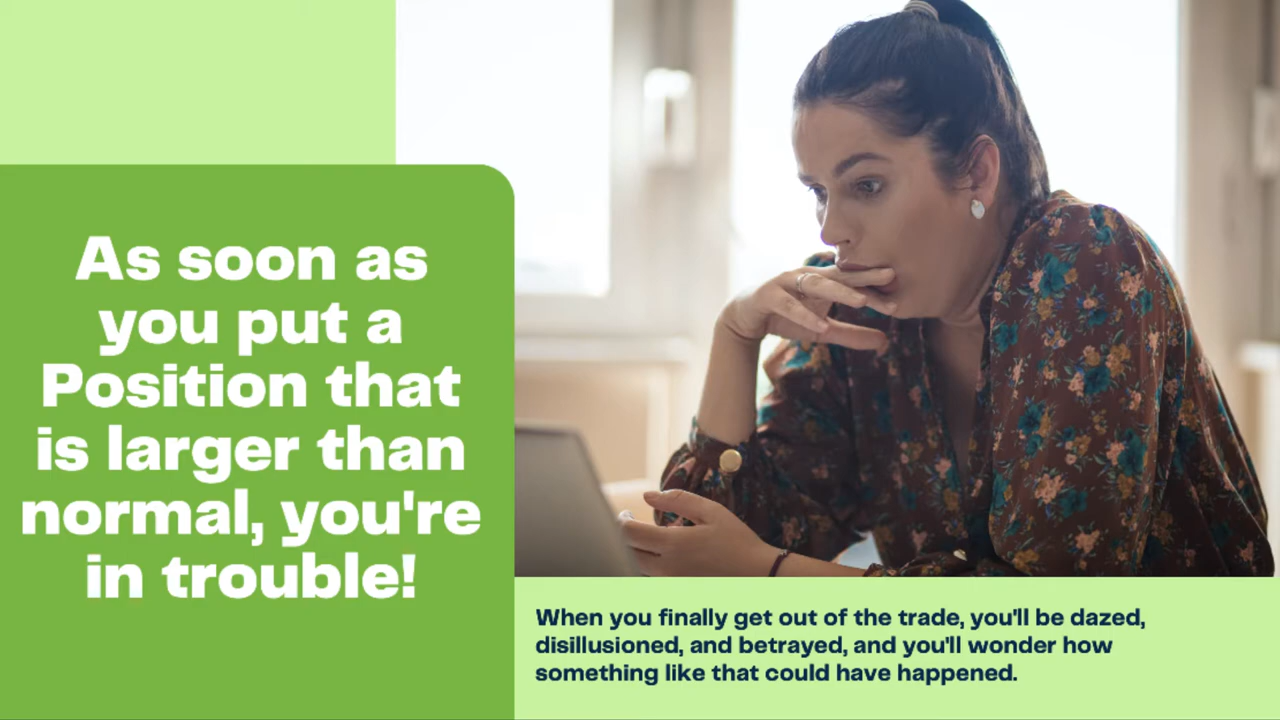 As soon as
you put a
Position that
is larger than
normal, you're
in trouble!
When you finally get out of the trade, you'll be dazed,
disillusioned, and betrayed, and you'll wonder how
something like that could have happened.